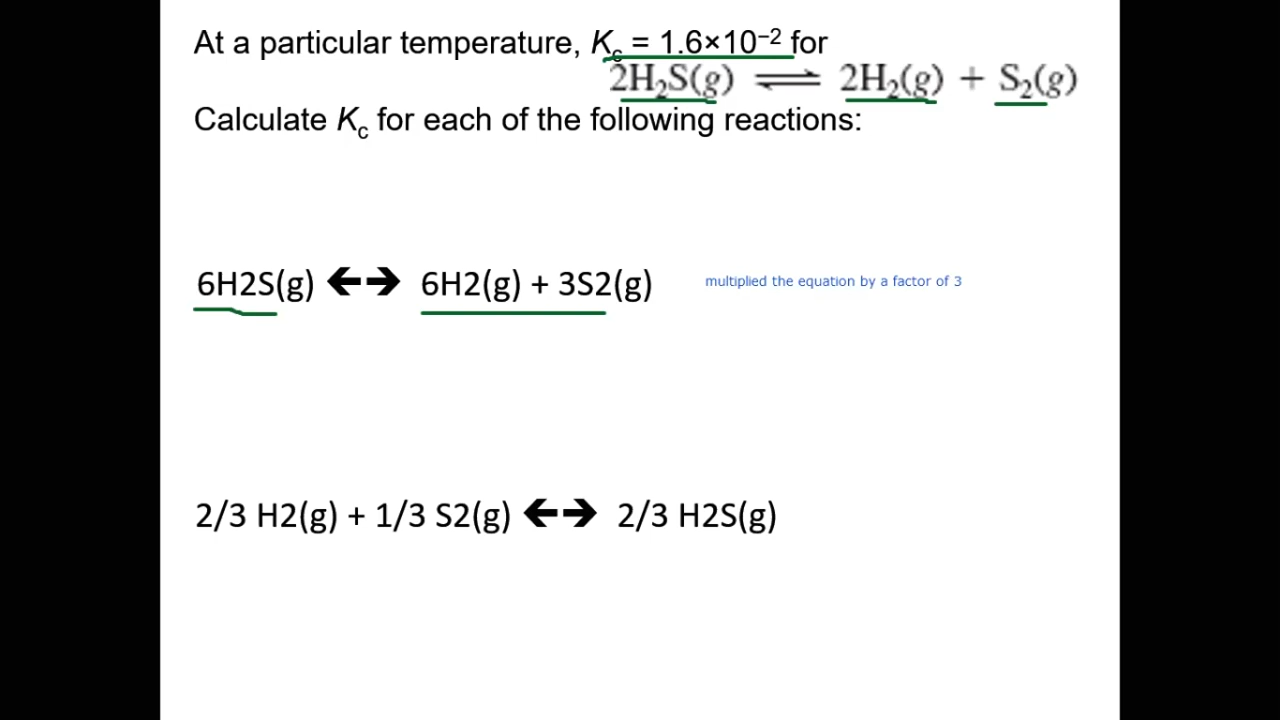 At a particular temperature, Kc = 1.6×10⁻² for
2H₂S(g) ⇌ 2H₂(g) + S₂(g)
Calculate Kc for each of the following reactions:
6H2S(g) 🡸🡺 6H2(g) + 3S2(g) multiplied the equation by a factor of 3
2/3 H2(g) + 1/3 S2(g) 🡸🡺 2/3 H2S(g)